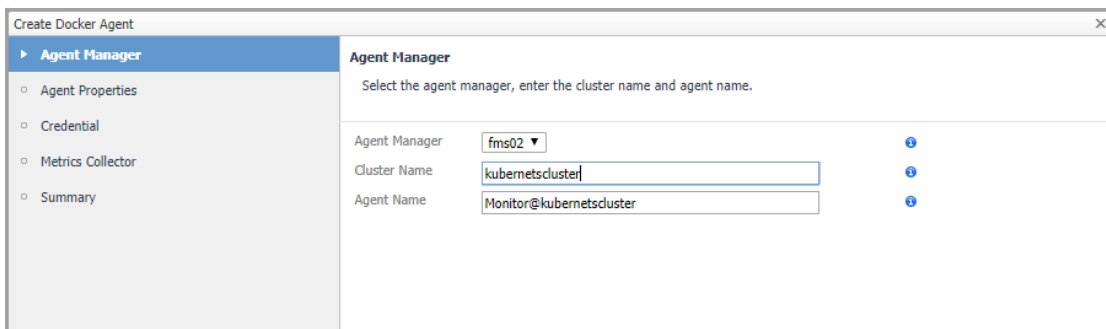 Create Docker Agent
Agent Manager
Agent Properties
Credential
Metrics Collector
Summary
Agent Manager
Select the agent manager, enter the cluster name and agent name.
Agent Manager fms02
Cluster Name kubernetscluster
Agent Name Monitor@kubernetscluster